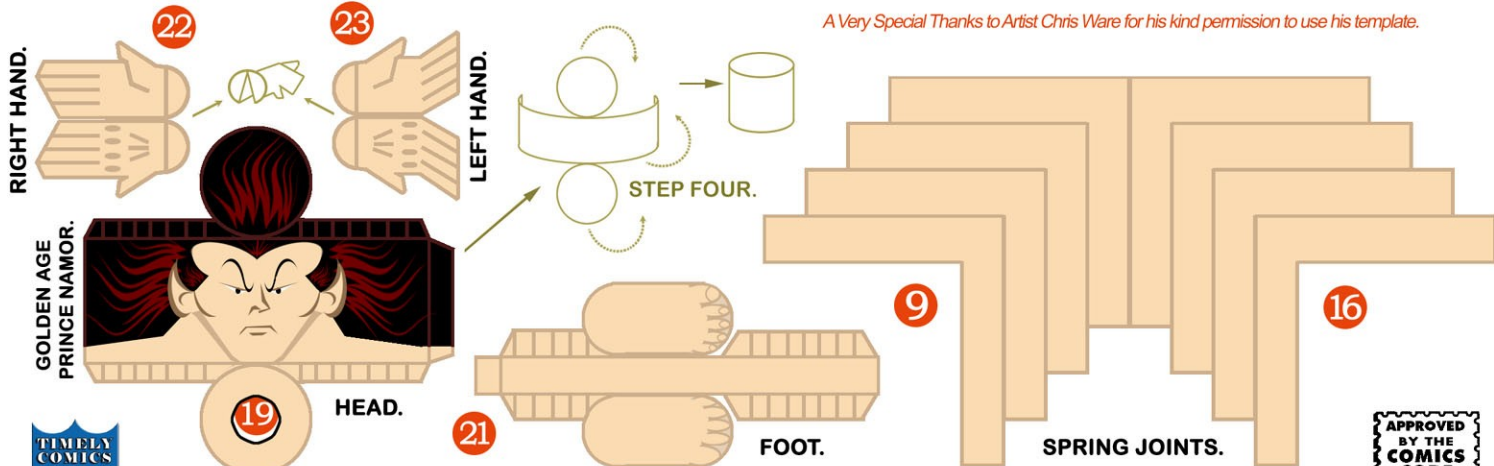 22
23
A Very Special Thanks to Artist Chris Ware for his kind permission to use his template.
RIGHT HAND.
LEFT HAND.
STEP FOUR.
GOLDEN AGE
PRINCE NAMOR.
9
16
19
HEAD.
21
FOOT.
SPRING JOINTS.
TIMELY
COMICS
APPROVED
BY THE
COMICS